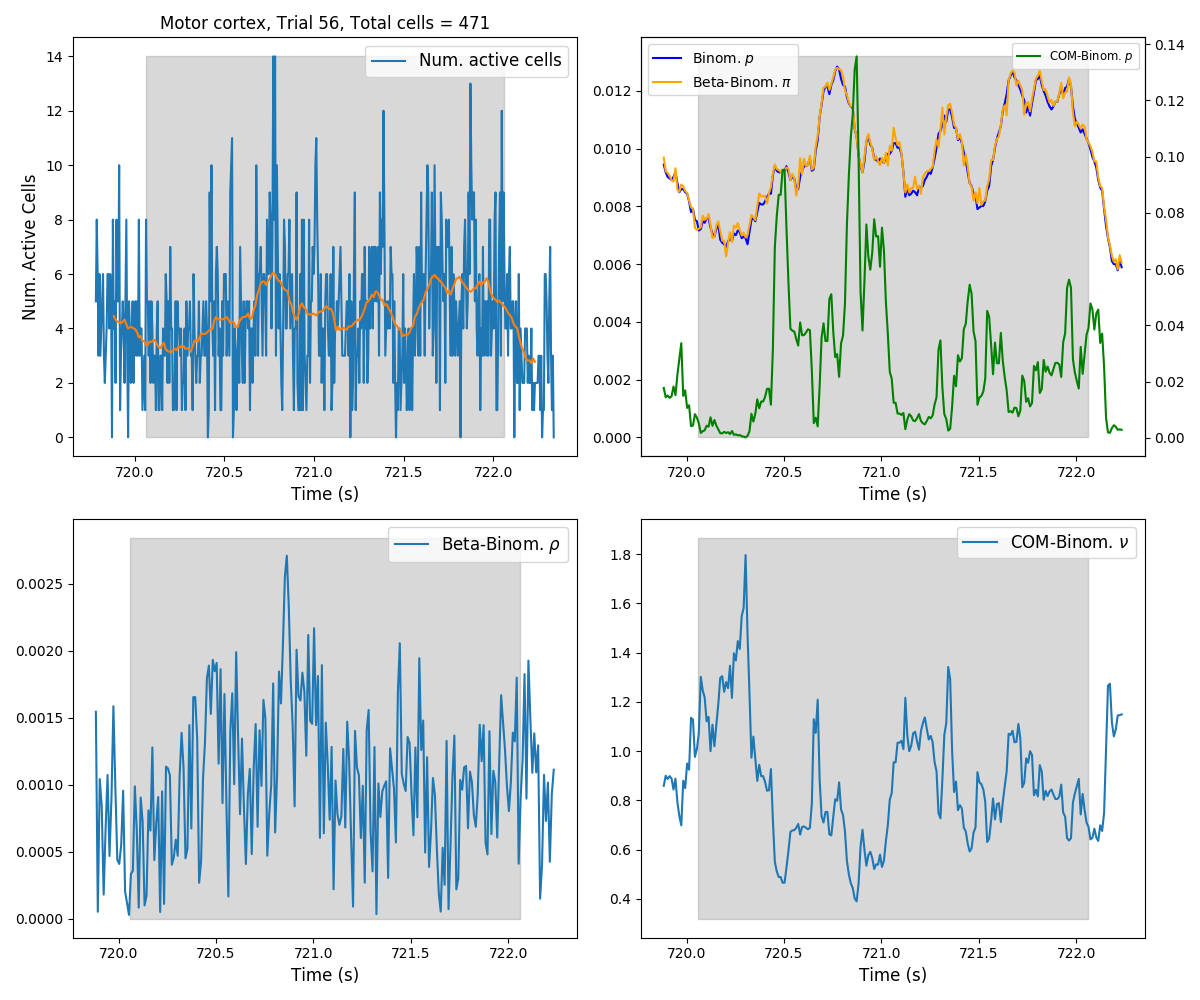 Motor cortex, Trial 56, Total cells = 471
Num. active cells
Num. Active Cells
14
12
10
8
6
4
2
0
720.0 720.5 721.0 721.5 722.0
Time (s)
Binom. p
Beta-Binom. π
COM-Binom. p
0.012
0.010
0.008
0.006
0.004
0.002
0.000
0.14
0.12
0.10
0.08
0.06
0.04
0.02
0.00
720.0 720.5 721.0 721.5 722.0
Time (s)
Beta-Binom. ρ
0.0025
0.0020
0.0015
0.0010
0.0005
0.0000
720.0 720.5 721.0 721.5 722.0
Time (s)
COM-Binom. ν
1.8
1.6
1.4
1.2
1.0
0.8
0.6
0.4
720.0 720.5 721.0 721.5 722.0
Time (s)